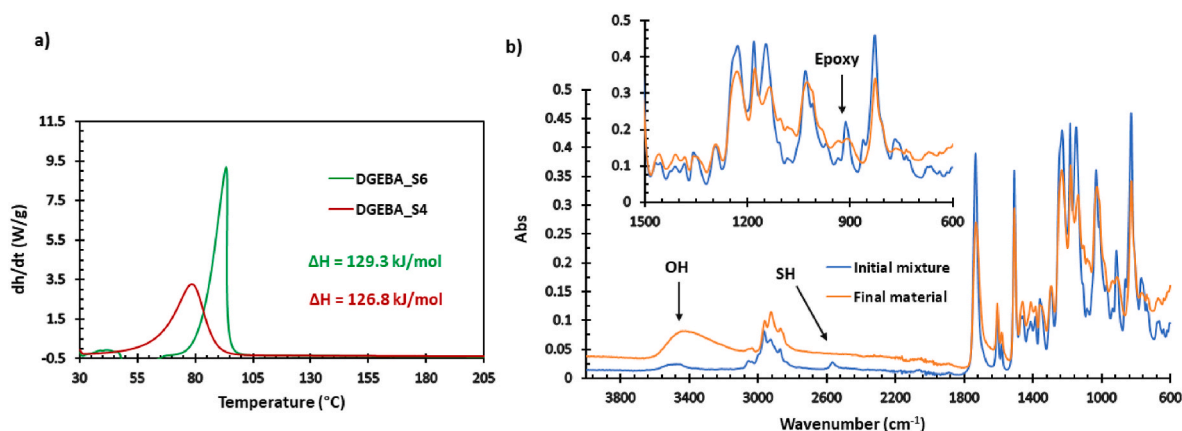 a)
dh/dt (W/g)
11.5
9.5
7.5
5.5
3.5
1.5
-0.5
DGEBA_S6
DGEBA_S4
ΔH = 129.3 kJ/mol
ΔH = 126.8 kJ/mol
30 55 80 105 130 155 180 205
Temperature (°C)
b)
0.5
0.4
0.3
0.2
0.1
0
Epoxy
1500 1200 900 600
Abs
0.5
0.45
0.4
0.35
0.3
0.25
0.2
0.15
0.1
0.05
0
OH
SH
Initial mixture
Final material
3800 3400 3000 2600 2200 1800 1400 1000 600
Wavenumber (cm⁻¹)